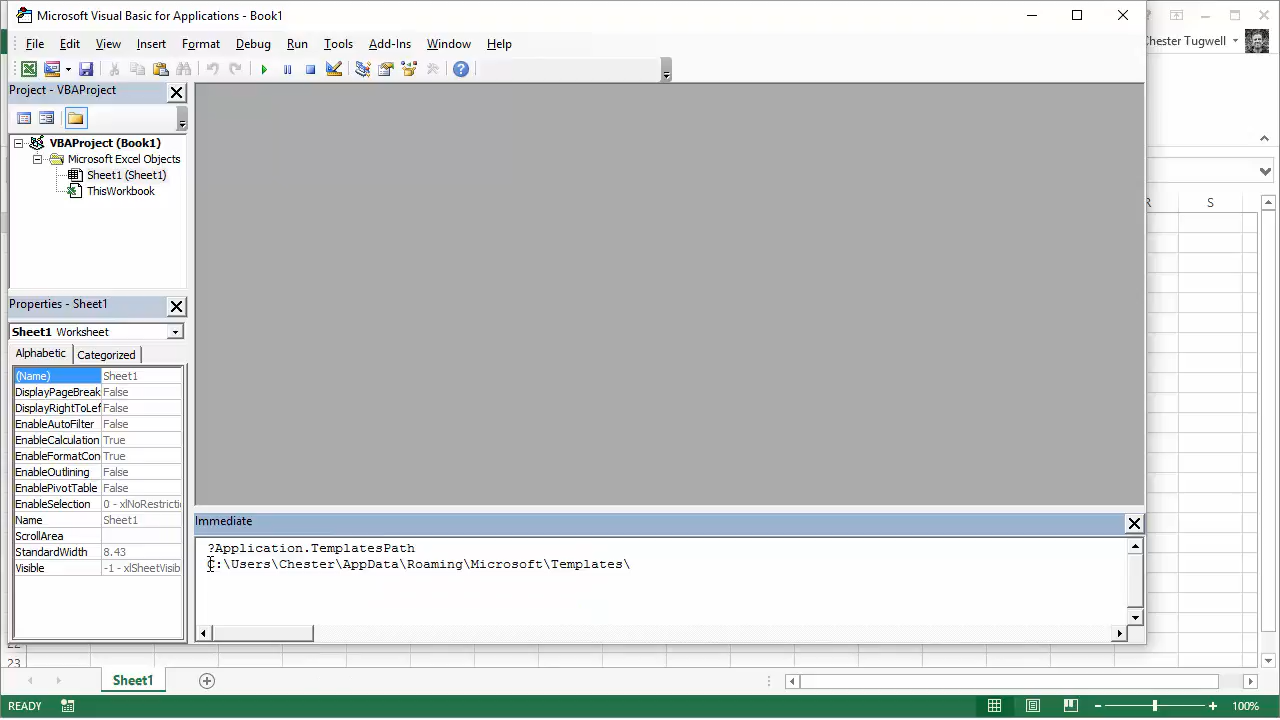 Microsoft Visual Basic for Applications - Book1
Chester Tugwell
File Edit View Insert Format Debug Run Tools Add-Ins Window Help
Project - VBAProject
VBAProject (Book1)
Microsoft Excel Objects
Sheet1 (Sheet1)
ThisWorkbook
R S
Properties - Sheet1
Sheet1 Worksheet
Alphabetic Categorized
(Name) Sheet1
DisplayPageBreak False
DisplayRightToLef False
EnableAutoFilter False
EnableCalculation True
EnableFormatCon True
EnableOutlining False
EnablePivotTable False
EnableSelection 0 - xlNoRestrictio
Name Sheet1
ScrollArea
StandardWidth 8.43
Visible -1 - xlSheetVisib
Immediate
?Application.TemplatesPath
C:\Users\Chester\AppData\Roaming\Microsoft\Templates\
23
Sheet1
READY
100%